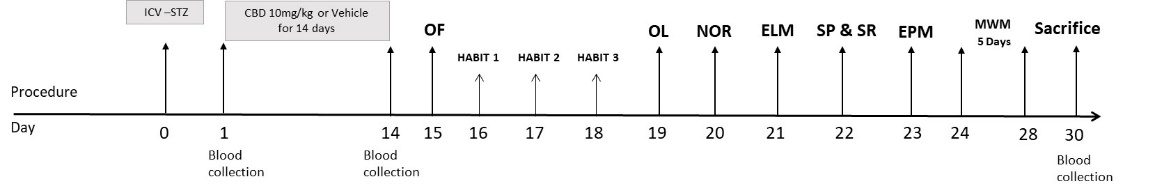 ICV –STZ
CBD 10mg/kg or Vehicle
for 14 days
OF
HABIT 1
HABIT 2
HABIT 3
OL
NOR
ELM
SP & SR
EPM
MWM
5 Days
Sacrifice
Procedure
Day
0
1
14
15
16
17
18
19
20
21
22
23
24
28
30
Blood
collection
Blood
collection
Blood
collection